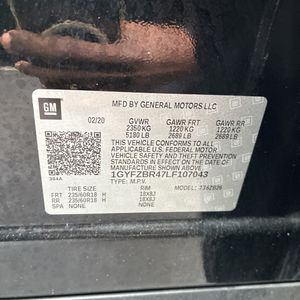 GM
MFD BY GENERAL MOTORS LLC
02/20 GVWR GAWR FRT GAWR RR
2350 KG 1220 KG 1220 KG
5180 LB 2689 LB 2689 LB
THIS VEHICLE CONFORMS TO ALL APPLICABLE
U.S. FEDERAL MOTOR VEHICLE SAFETY
AND THEFT PREVENTION STANDARDS
IN EFFECT ON THE DATE OF
MANUFACTURE SHOWN ABOVE.
1GYFZBR47LF107043
TYPE: M.P.V. MODEL:
TIRE SIZE RIM
FRT 235/60R18 H 18X8J
RR 235/60R18 H 18X8J
SPA NONE NONE